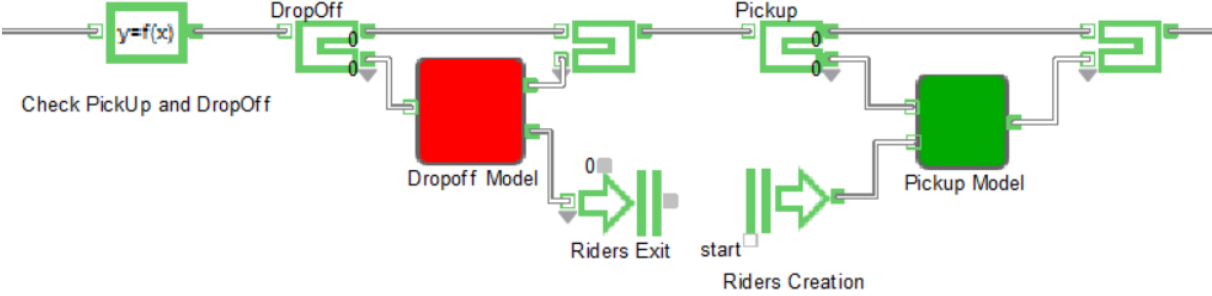 DropOff
Pickup
y=f(x)
0
0
0
0
Check PickUp and DropOff
Dropoff Model
Pickup Model
0
Riders Exit
start
Riders Creation